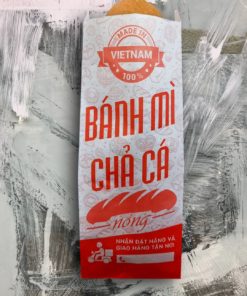 MADE IN
VIETNAM
100%
BÁNH MÌ
CHẢ CÁ
nóng
NHẬN ĐẶT HÀNG VÀ
GIAO HÀNG TẬN NƠI